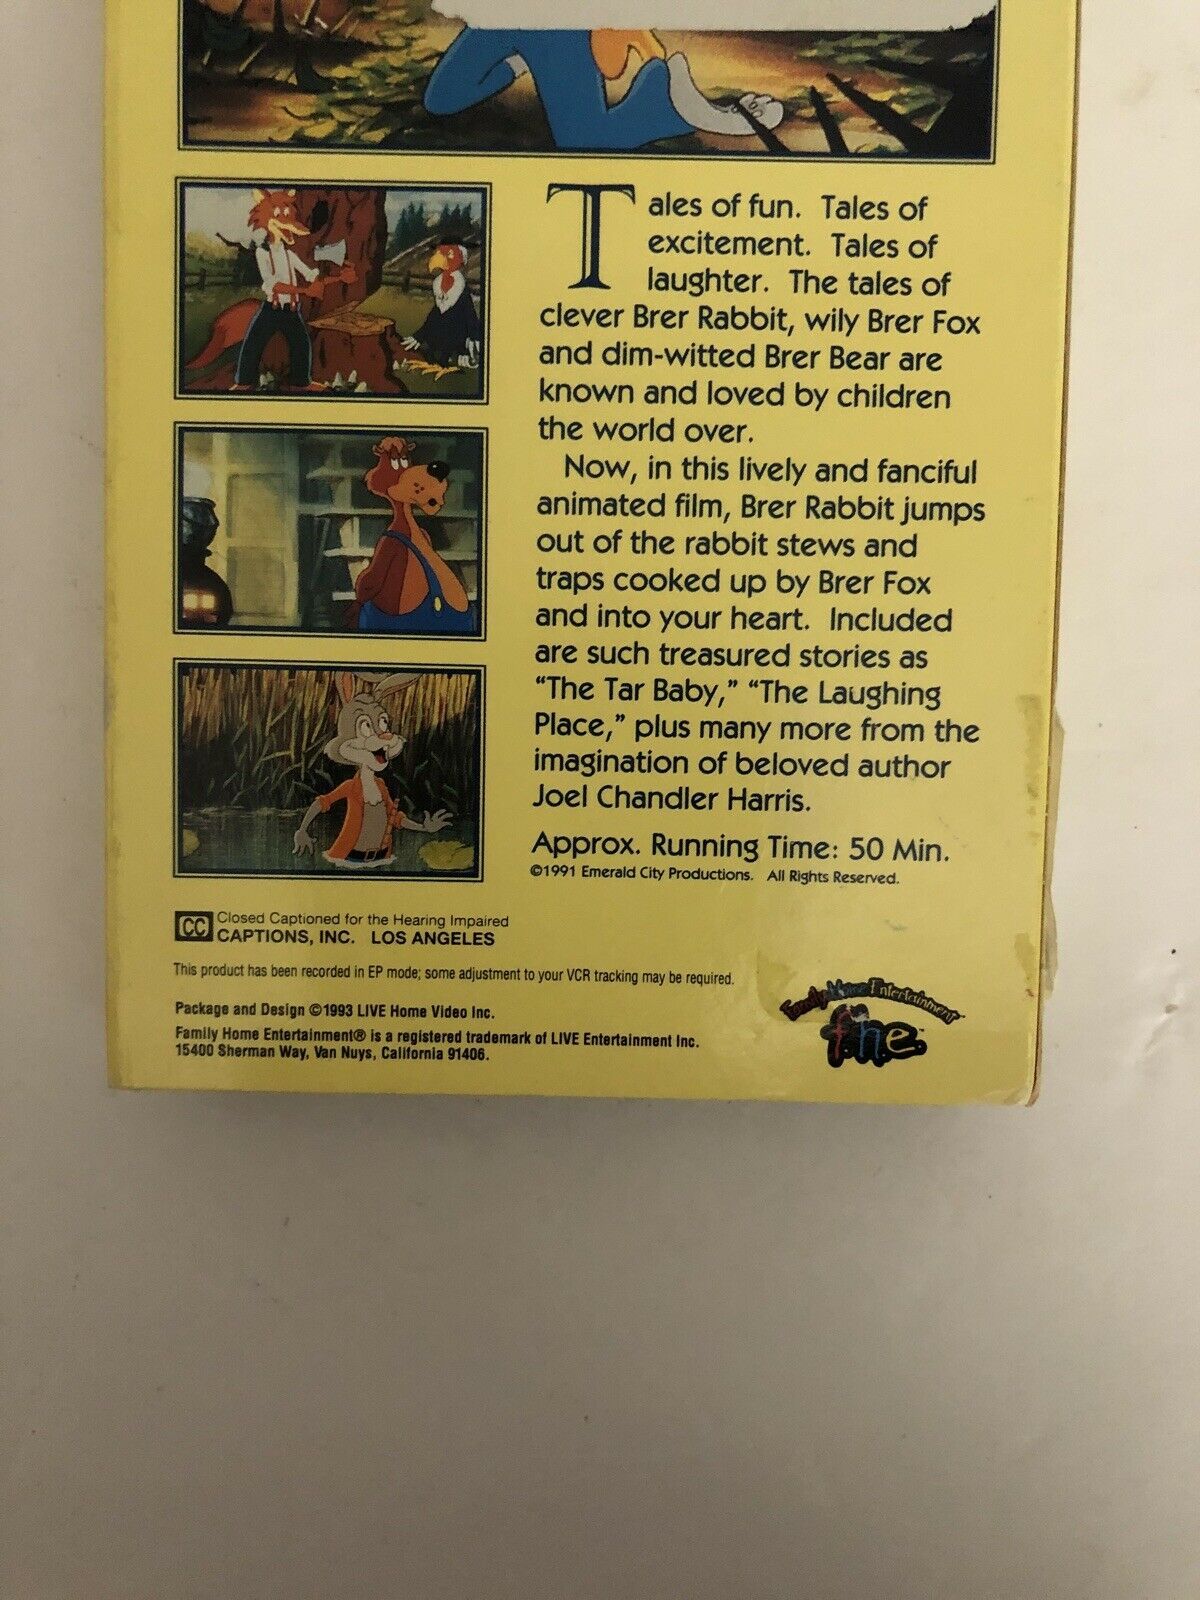 Tales of fun.  Tales of
excitement.  Tales of
laughter.  The tales of
clever Brer Rabbit, wily Brer Fox
and dim-witted Brer Bear are
known and loved by children
the world over.
Now, in this lively and fanciful
animated film, Brer Rabbit jumps
out of the rabbit stews and
traps cooked up by Brer Fox
and into your heart.  Included
are such treasured stories as
“The Tar Baby,” “The Laughing
Place,” plus many more from the
imagination of beloved author
Joel Chandler Harris.
Approx. Running Time: 50 Min.
©1991 Emerald City Productions.  All Rights Reserved.
CC Closed Captioned for the Hearing Impaired
CAPTIONS, INC.  LOS ANGELES
This product has been recorded in EP mode; some adjustment to your VCR tracking may be required.
Package and Design ©1993 LIVE Home Video Inc.
Family Home Entertainment® is a registered trademark of LIVE Entertainment Inc.
15400 Sherman Way, Van Nuys, California 91406.
Family Home Entertainment™
f.h.e.™